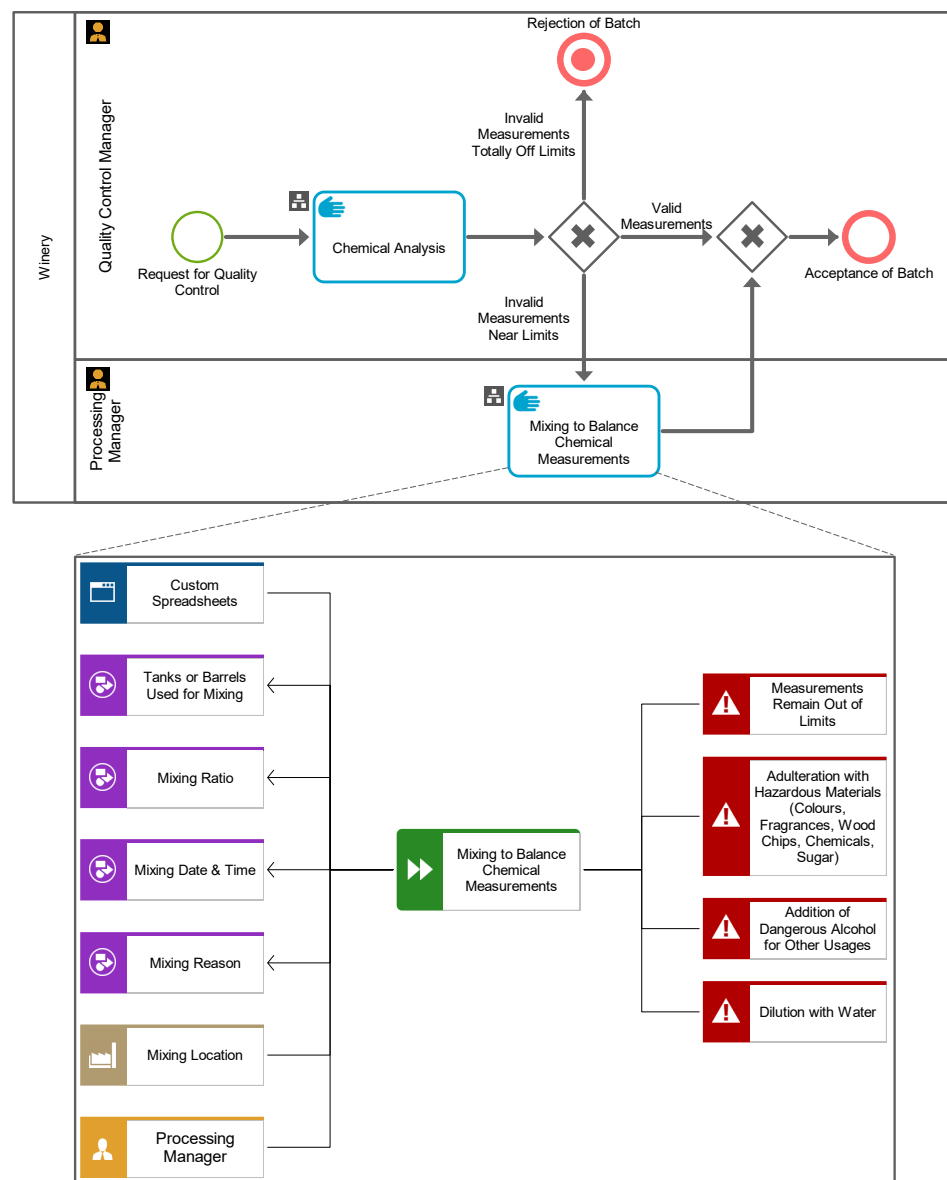 Rejection of Batch
Winery
Quality Control Manager
Invalid
Measurements
Totally Off Limits
Chemical Analysis
Valid
Measurements
Request for Quality
Control
Acceptance of Batch
Invalid
Measurements
Near Limits
Processing
Manager
Mixing to Balance
Chemical
Measurements
Custom
Spreadsheets
Tanks or Barrels
Used for Mixing
Mixing Ratio
Mixing Date & Time
Mixing Reason
Mixing Location
Processing
Manager
Mixing to Balance
Chemical
Measurements
Measurements
Remain Out of
Limits
Adulteration with
Hazardous Materials
(Colours,
Fragrances, Wood
Chips, Chemicals,
Sugar)
Addition of
Dangerous Alcohol
for Other Usages
Dilution with Water